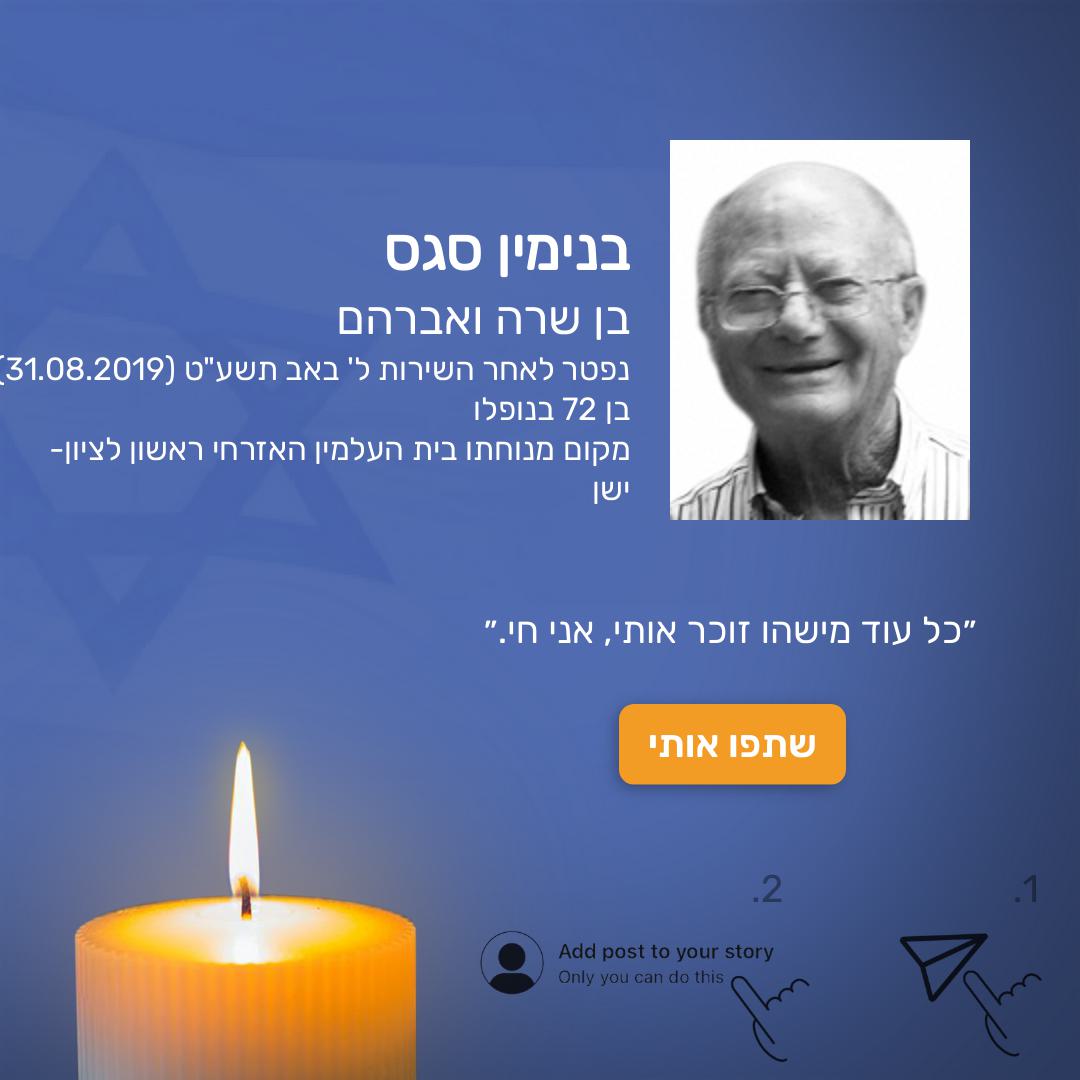 בנימין סגס
בן שרה ואברהם
נפטר לאחר השירות ל' באב תשע"ט (31.08.2019)
בן 72 בנופלו
מקום מנוחתו בית העלמין האזרחי ראשון לציון-
ישן
״כל עוד מישהו זוכר אותי, אני חי.״
שתפו אותי
1.
2.
Add post to your story
Only you can do this